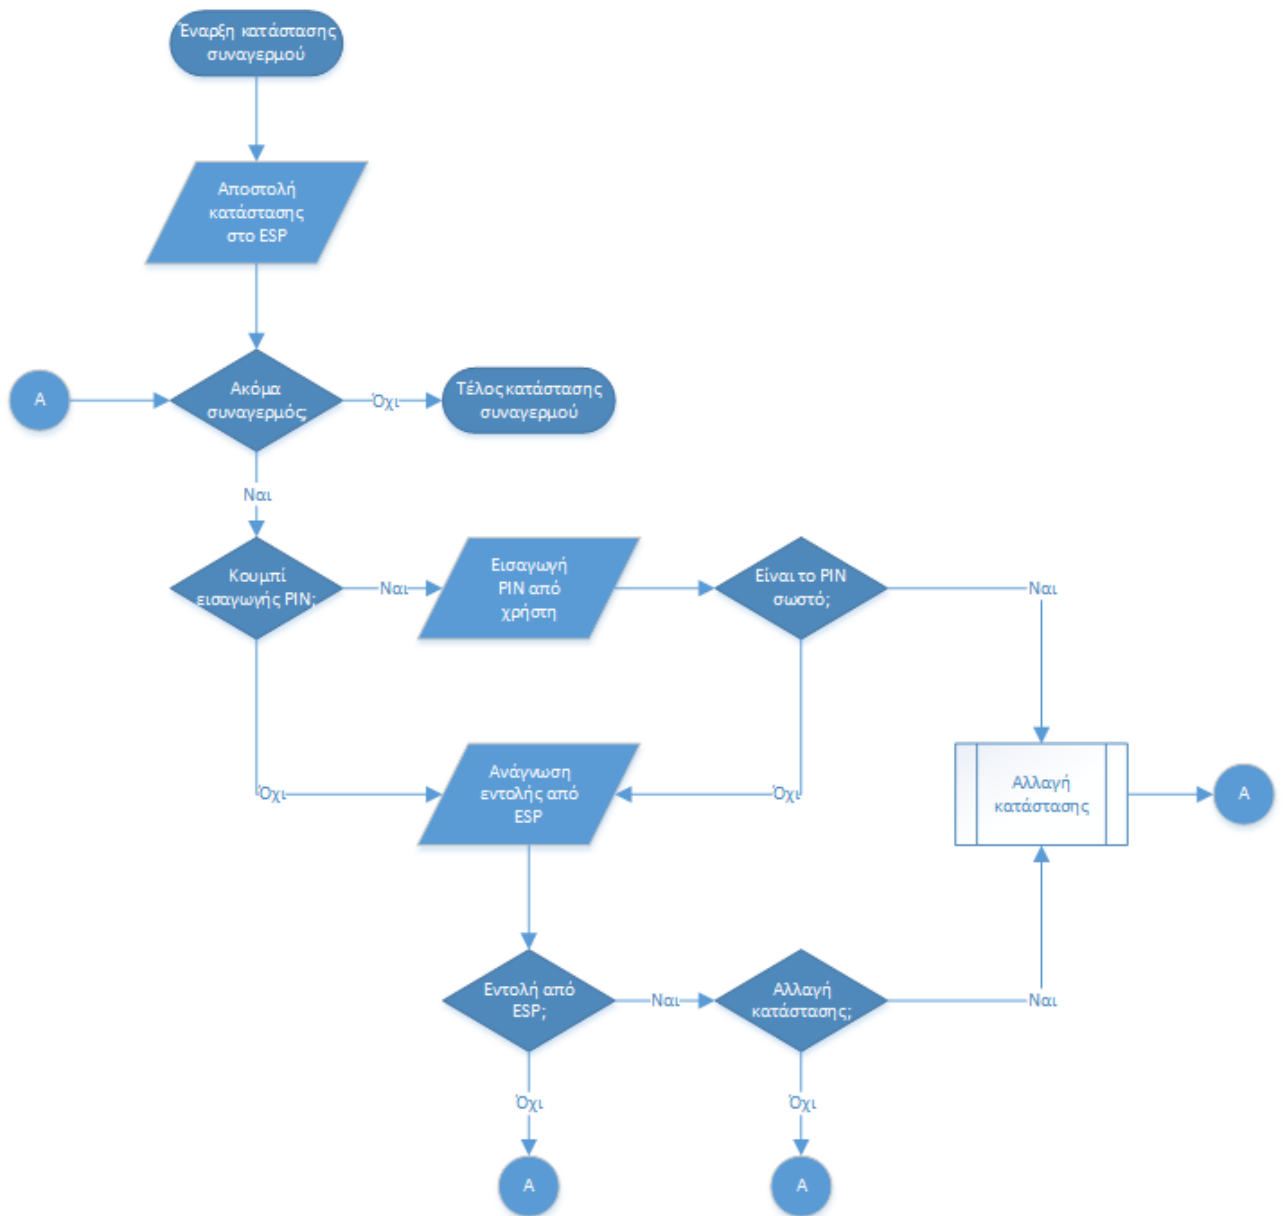 Έναρξη κατάστασης
συναγερμού
Αποστολή
κατάστασης
στο ESP
Α
Ακόμα
συναγερμός;
Όχι
Τέλος κατάστασης
συναγερμού
Ναι
Κουμπί
εισαγωγής PIN;
Ναι
Εισαγωγή
PIN από
χρήστη
Είναι το PIN
σωστό;
Ναι
Όχι
Ανάγνωση
εντολής από
ESP
Όχι
Αλλαγή
κατάστασης
Α
Εντολή από
ESP;
Ναι
Αλλαγή
κατάστασης;
Ναι
Όχι
Όχι
Α
Α